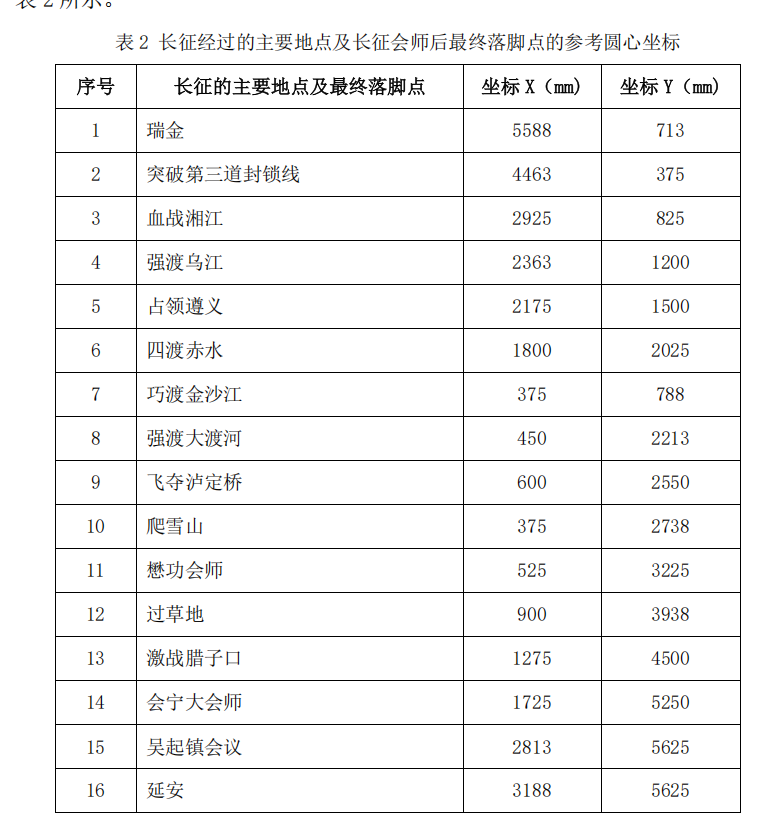 表 2 所示。
表 2 长征经过的主要地点及长征会师后最终落脚点的参考圆心坐标
序号 长征的主要地点及最终落脚点 坐标 X（mm) 坐标 Y（mm)
1 瑞金 5588 713
2 突破第三道封锁线 4463 375
3 血战湘江 2925 825
4 强渡乌江 2363 1200
5 占领遵义 2175 1500
6 四渡赤水 1800 2025
7 巧渡金沙江 375 788
8 强渡大渡河 450 2213
9 飞夺泸定桥 600 2550
10 爬雪山 375 2738
11 懋功会师 525 3225
12 过草地 900 3938
13 激战腊子口 1275 4500
14 会宁大会师 1725 5250
15 吴起镇会议 2813 5625
16 延安 3188 5625